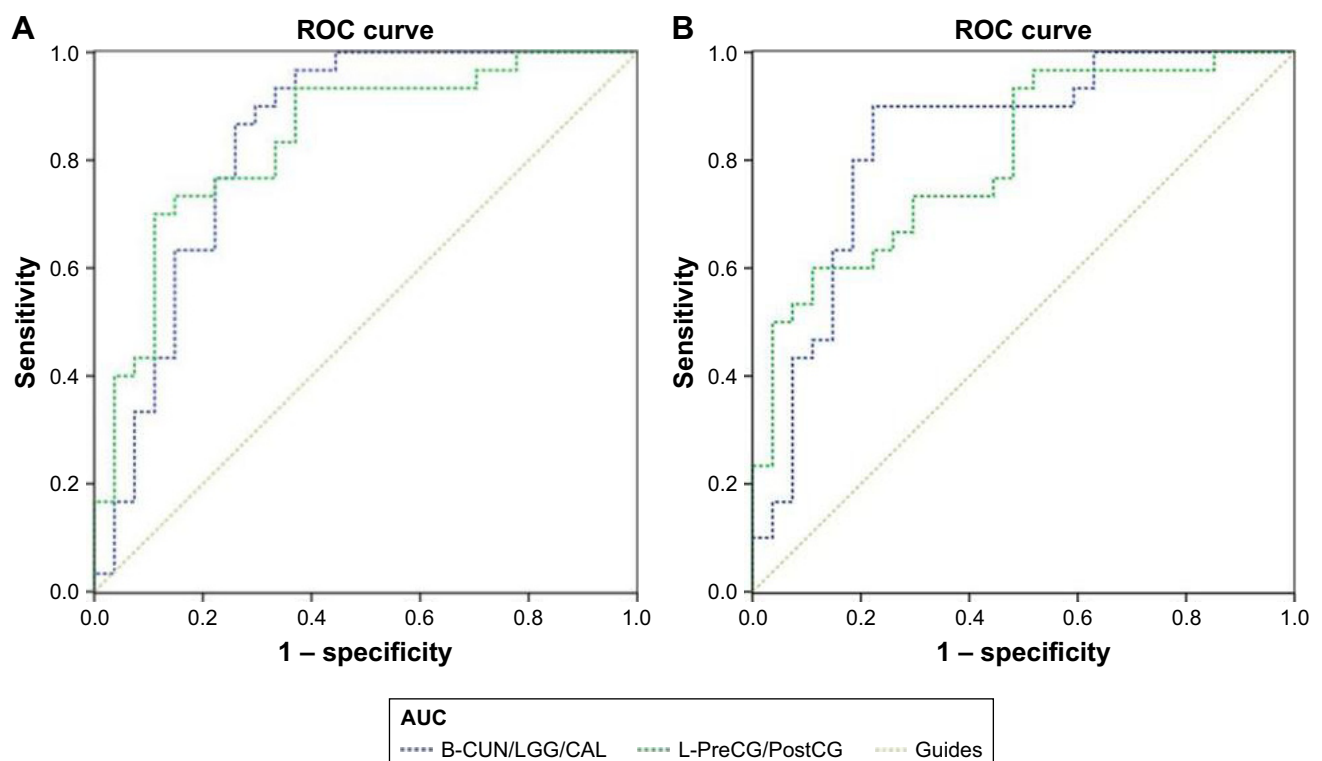 A
ROC curve
1.0
0.8
0.6
0.4
0.2
0.0
Sensitivity
0.0 0.2 0.4 0.6 0.8 1.0
1 – specificity
B
ROC curve
1.0
0.8
0.6
0.4
0.2
0.0
Sensitivity
0.0 0.2 0.4 0.6 0.8 1.0
1 – specificity
AUC
B-CUN/LGG/CAL L-PreCG/PostCG Guides